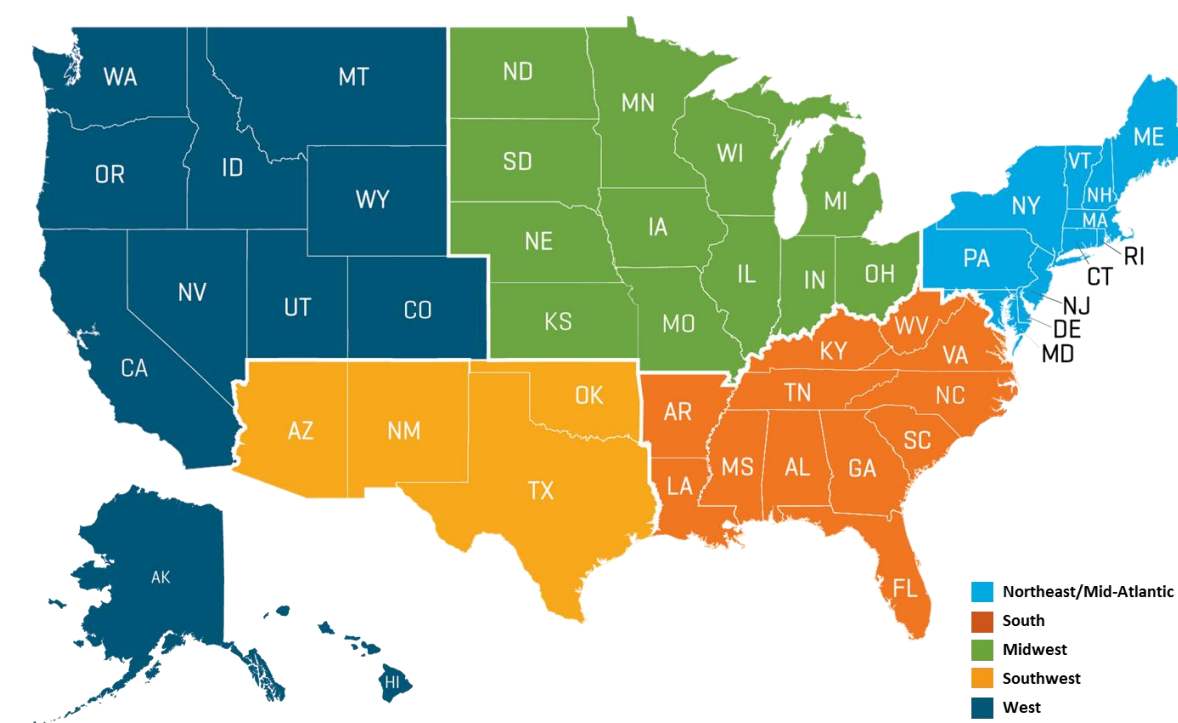 WA
MT
ND
MN
OR
ID
WY
SD
WI
MI
ME
VT
NH
NY
MA
RI
CT
PA
NJ
DE
MD
NV
UT
CO
NE
IA
IL
IN
OH
KS
MO
WV
KY
VA
CA
AZ
NM
OK
AR
TN
NC
SC
TX
LA
MS
AL
GA
FL
AK
HI
Northeast/Mid-Atlantic
South
Midwest
Southwest
West